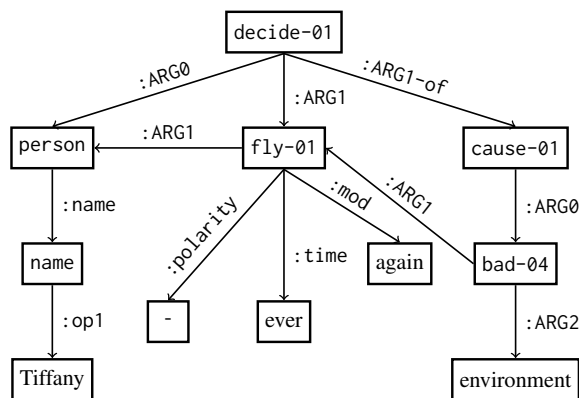 decide-01
:ARG0
:ARG1
:ARG1-of
person
:ARG1
fly-01
cause-01
:name
:polarity
:mod
:ARG1
:ARG0
:time
name
again
bad-04
:op1
-
ever
:ARG2
Tiffany
environment